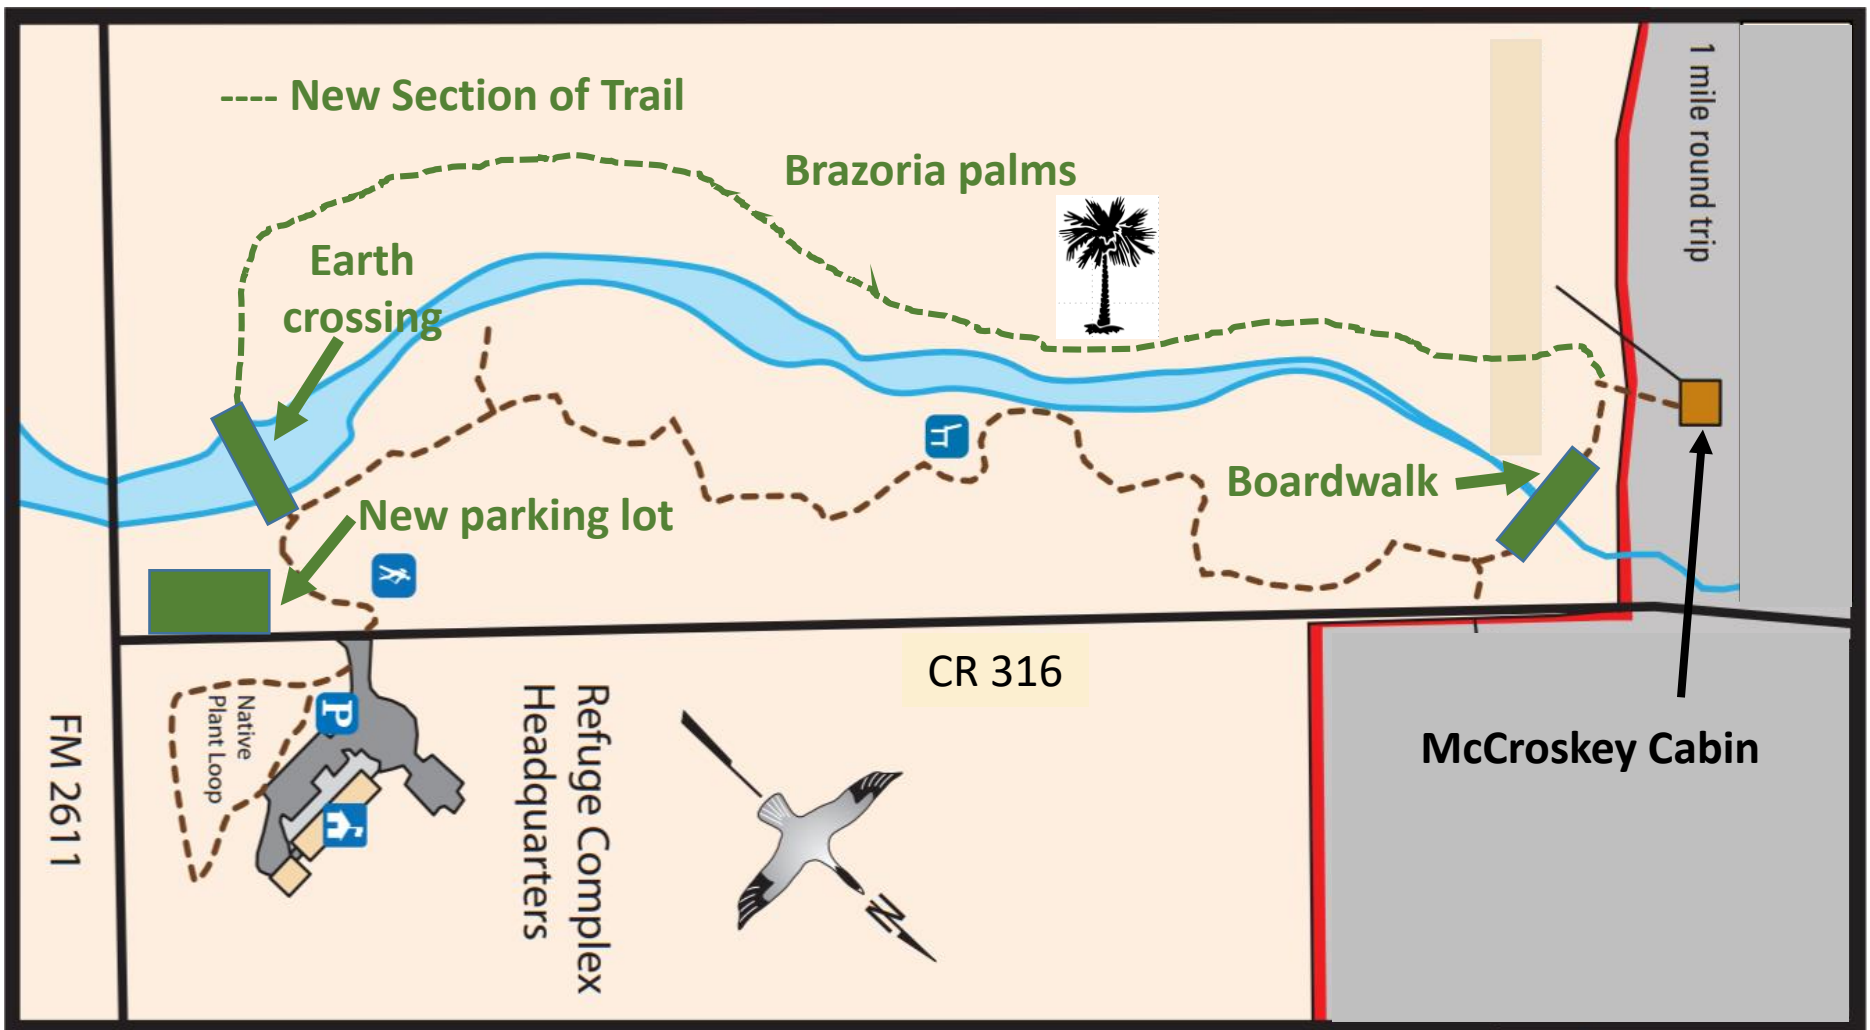 ---- New Section of Trail
1 mile round trip
Brazoria palms
Earth
crossing
Boardwalk
New parking lot
CR 316
Native
Plant Loop
P
Refuge Complex
Headquarters
FM 2611
N
McCroskey Cabin